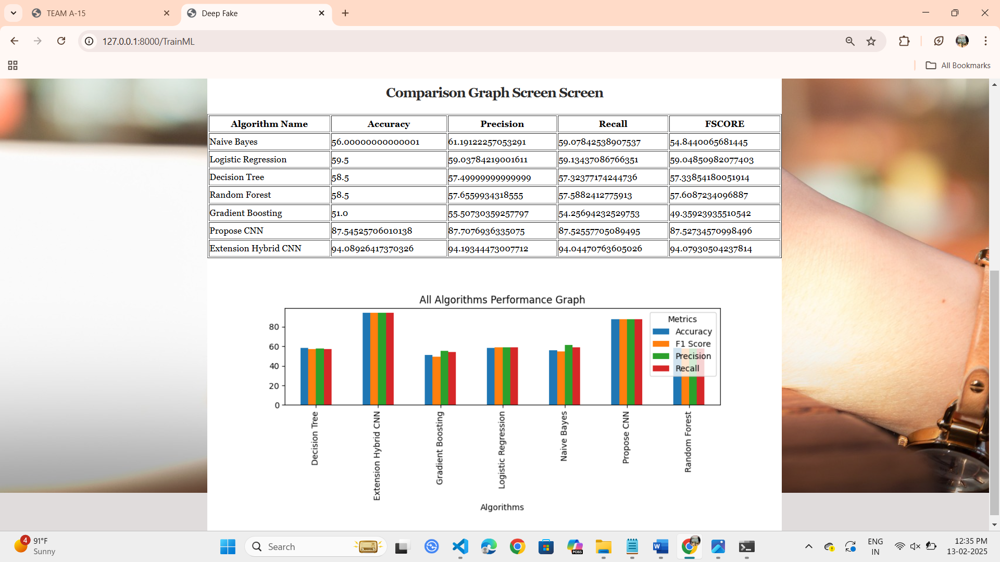 TEAM A-15
Deep Fake
127.0.0.1:8000/TrainML
All Bookmarks
Comparison Graph Screen Screen
Algorithm Name Accuracy Precision Recall FSCORE
Naive Bayes 56.00000000000001 61.19122257053291 59.07842538907537 54.8440065681445
Logistic Regression 59.5 59.03784219001611 59.13437086766351 59.04850982077403
Decision Tree 58.5 57.49999999999999 57.32377174244736 57.33854180051914
Random Forest 58.5 57.6559934318555 57.5882412775913 57.6087234096887
Gradient Boosting 51.0 55.50730359257797 54.25694232529753 49.35923935510542
Propose CNN 87.54525706010138 87.7076936335075 87.52557705089495 87.52734570998496
Extension Hybrid CNN 94.08926417370326 94.19344473007712 94.04470763605026 94.07930504237814
All Algorithms Performance Graph
Metrics
Accuracy
F1 Score
Precision
Recall
80
60
40
20
0
Decision Tree
Extension Hybrid CNN
Gradient Boosting
Logistic Regression
Naive Bayes
Propose CNN
Random Forest
Algorithms
4
91°F
Sunny
Search
M365
ENG
IN
12:35 PM
13-02-2025